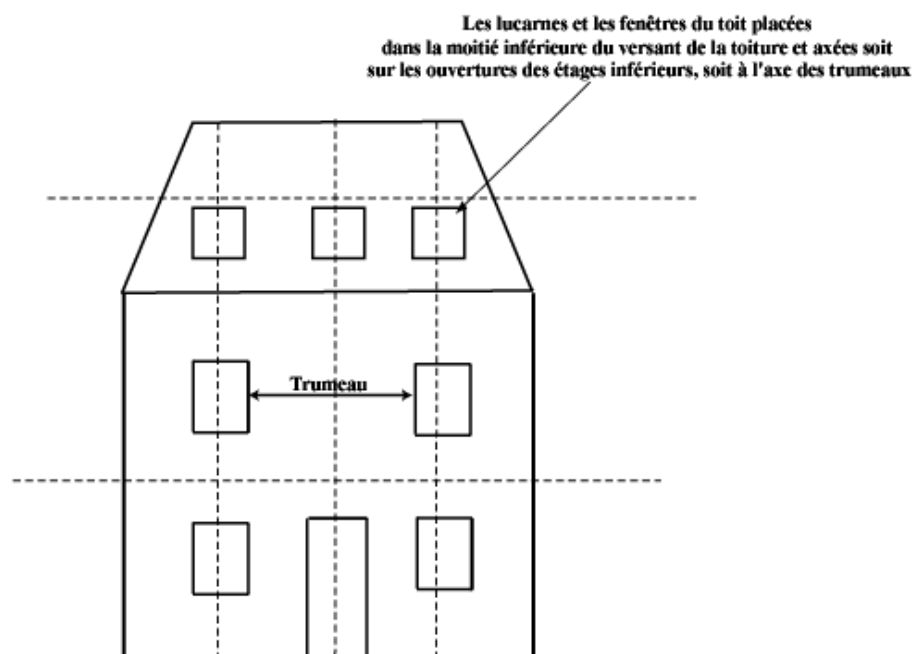 Les lucarnes et les fenêtres du toit placées
dans la moitié inférieure du versant de la toiture et axées soit
sur les ouvertures des étages inférieurs, soit à l'axe des trumeaux
Trumeau